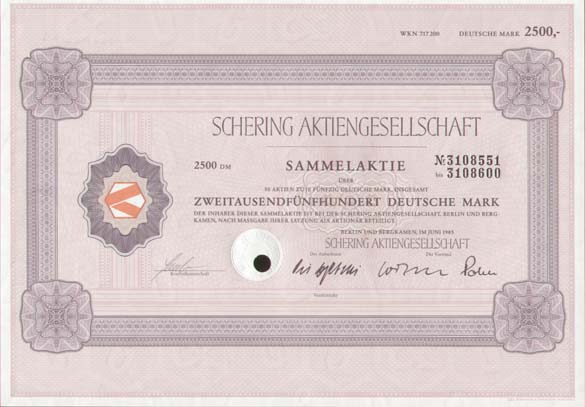 WKN 717 200 DEUTSCHE MARK 2500,-
SCHERING AKTIENGESELLSCHAFT
2500 DM SAMMELAKTIE № 3108551
bis 3108600
ÜBER
50 AKTIEN ZU JE FÜNFZIG DEUTSCHE MARK, INSGESAMT
ZWEITAUSENDFÜNFHUNDERT DEUTSCHE MARK
DER INHABER DIESER SAMMELAKTIE IST BEI DER SCHERING AKTIENGESELLSCHAFT, BERLIN UND BERG-
KAMEN, NACH MASSGABE IHRER SATZUNG ALS AKTIONÄR BETEILIGT.
BERLIN UND BERGKAMEN, IM JUNI 1985
SCHERING AKTIENGESELLSCHAFT
Der Aufsichtsrat Der Vorstand
Kontrollunterschrift
Vorsitzender